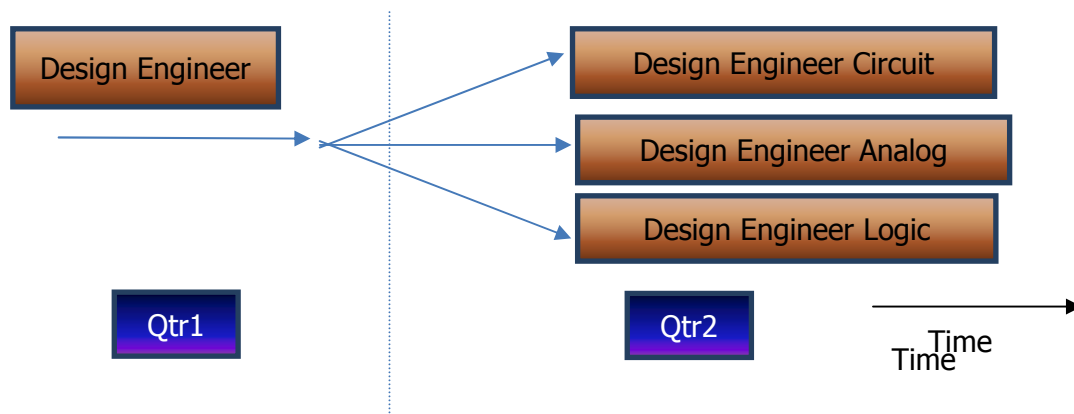 Design Engineer
Design Engineer Circuit
Design Engineer Analog
Design Engineer Logic
Qtr1
Qtr2
Time
Time